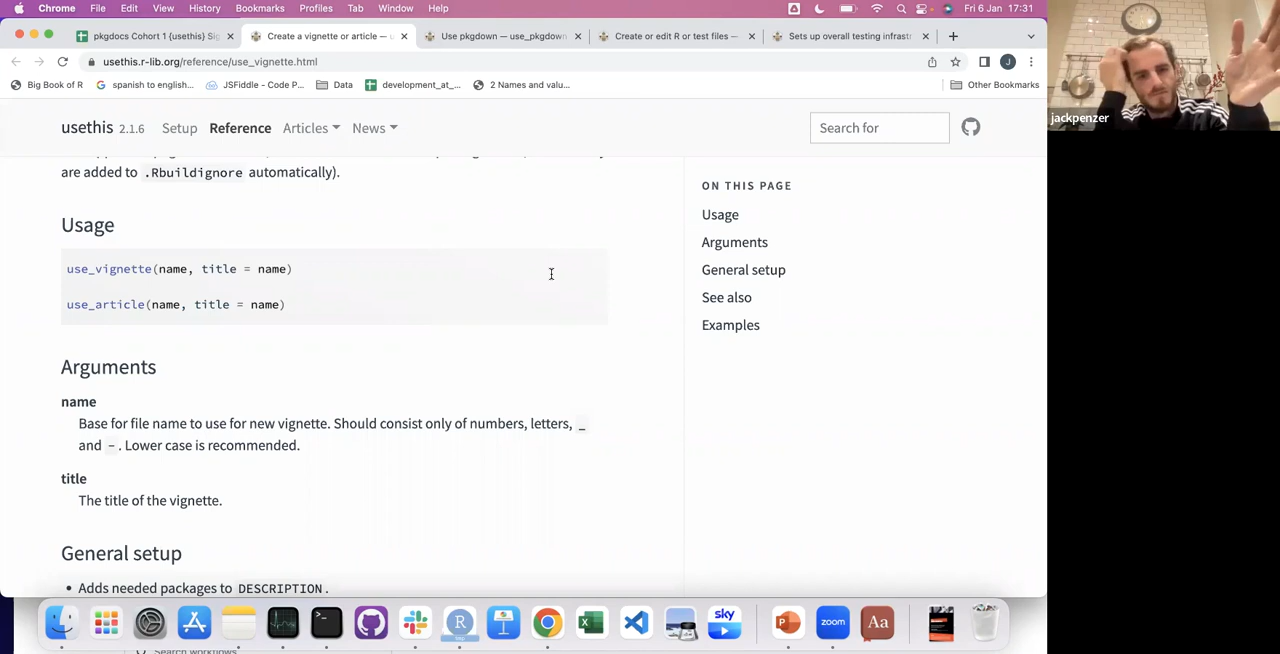 Chrome File Edit View History Bookmarks Profiles Tab Window Help Fri 6 Jan 17:31
pkgdocs Cohort 1 {usethis} Si
Create a vignette or article —
Use pkgdown — use_pkgdown
Create or edit R or test files —
Sets up overall testing infrast
usethis.r-lib.org/reference/use_vignette.html
J
Big Book of R
spanish to english...
JSFiddle - Code P...
Data
development_at_...
2 Names and valu...
Other Bookmarks
usethis 2.1.6 Setup Reference Articles News
Search for
jackpenzer
are added to .Rbuildignore automatically).
Usage
use_vignette(name, title = name)
use_article(name, title = name)
Arguments
name
Base for file name to use for new vignette. Should consist only of numbers, letters, _
and -. Lower case is recommended.
title
The title of the vignette.
General setup
• Adds needed packages to DESCRIPTION.
ON THIS PAGE
Usage
Arguments
General setup
See also
Examples
sky
zoom
Aa
Search workflows